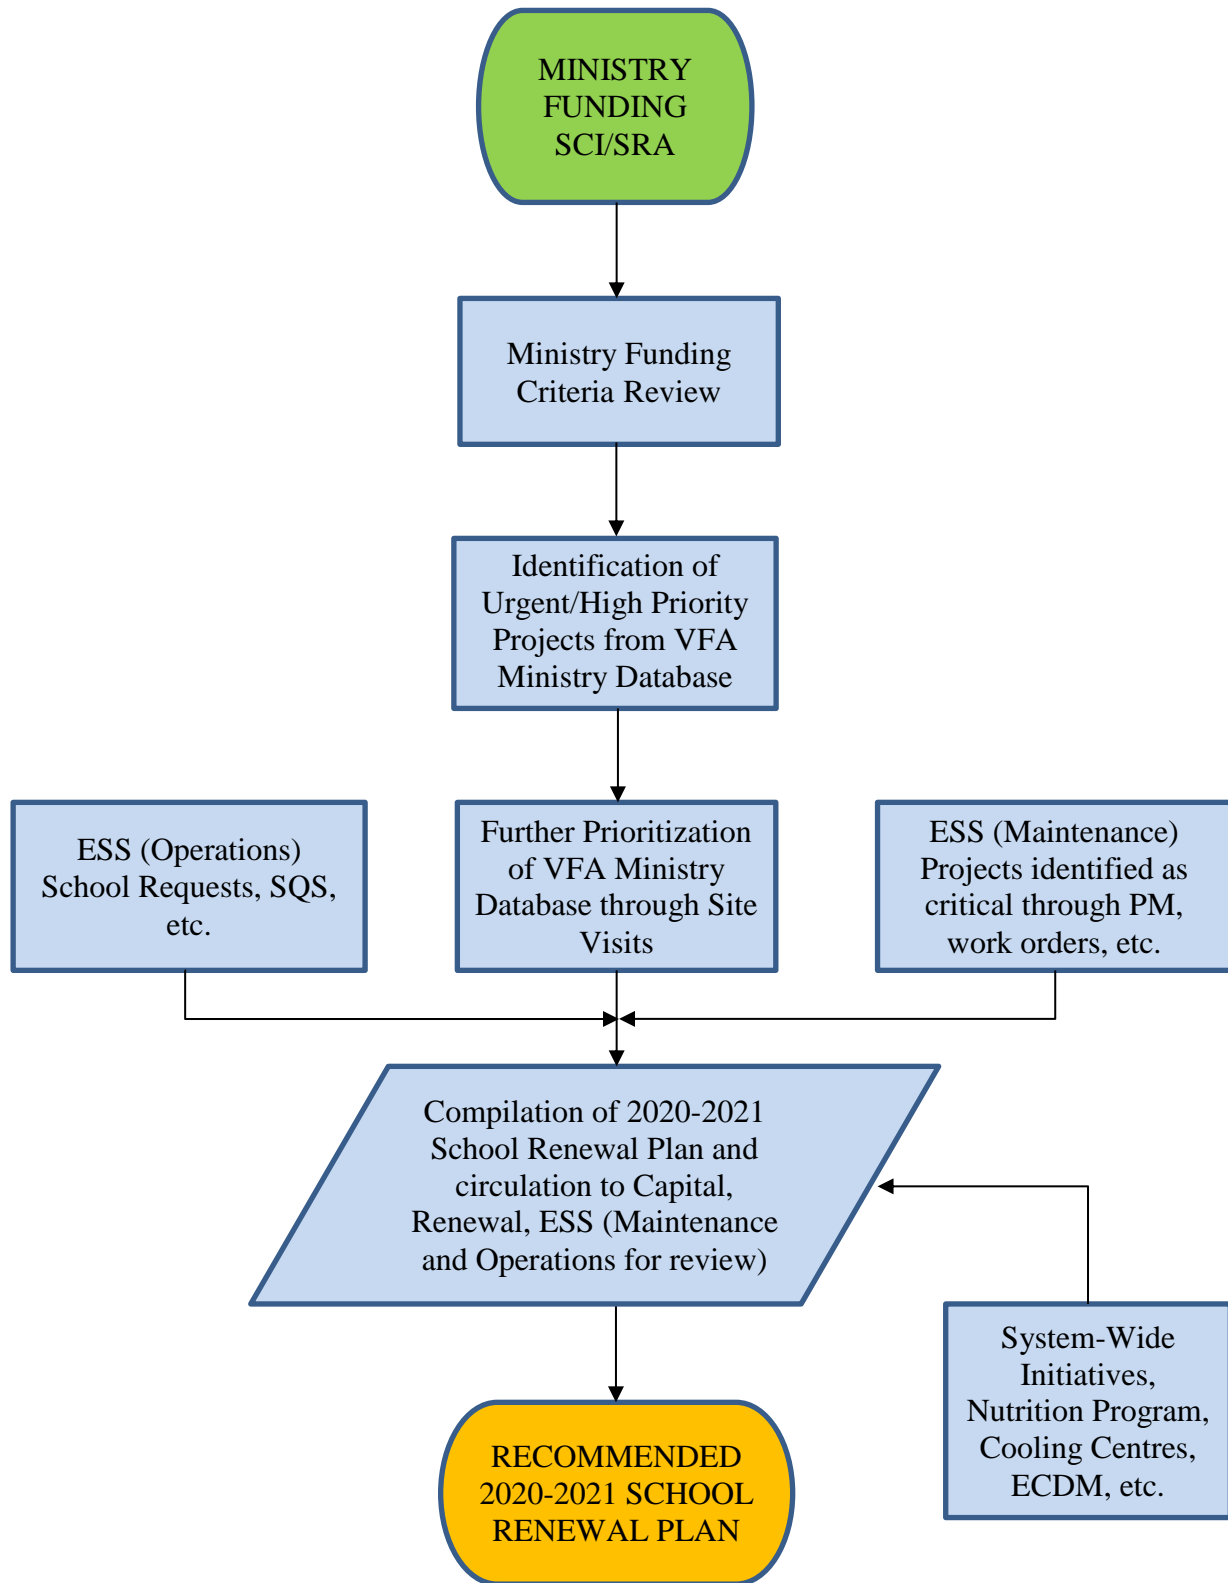 MINISTRY
FUNDING
SCI/SRA
Ministry Funding
Criteria Review
Identification of
Urgent/High Priority
Projects from VFA
Ministry Database
ESS (Operations)
School Requests, SQS,
etc.
Further Prioritization
of VFA Ministry
Database through Site
Visits
ESS (Maintenance)
Projects identified as
critical through PM,
work orders, etc.
Compilation of 2020-2021
School Renewal Plan and
circulation to Capital,
Renewal, ESS (Maintenance
and Operations for review)
System-Wide
Initiatives,
Nutrition Program,
Cooling Centres,
ECDM, etc.
RECOMMENDED
2020-2021 SCHOOL
RENEWAL PLAN